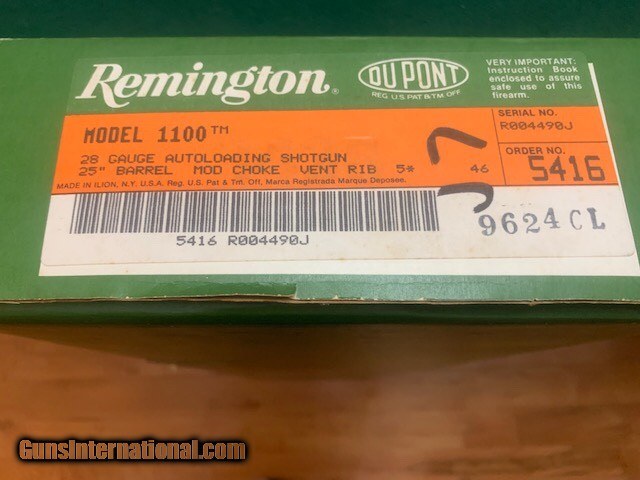 Remington®
DU PONT
REG. U.S. PAT & TM. OFF.
VERY IMPORTANT:
Instruction Book
enclosed to assure
safe use of this
firearm.
SERIAL NO.
R004490J
MODEL 1100™
ORDER NO.
5416
28 GAUGE AUTOLOADING SHOTGUN
25" BARREL MOD CHOKE VENT RIB 5* 46
MADE IN ILION, N.Y. U.S.A. Reg. U.S. Pat & Tm. Off, Marca Registrada Marque Deposee.
5416 R004490J
9624CL
GunsInternational.com